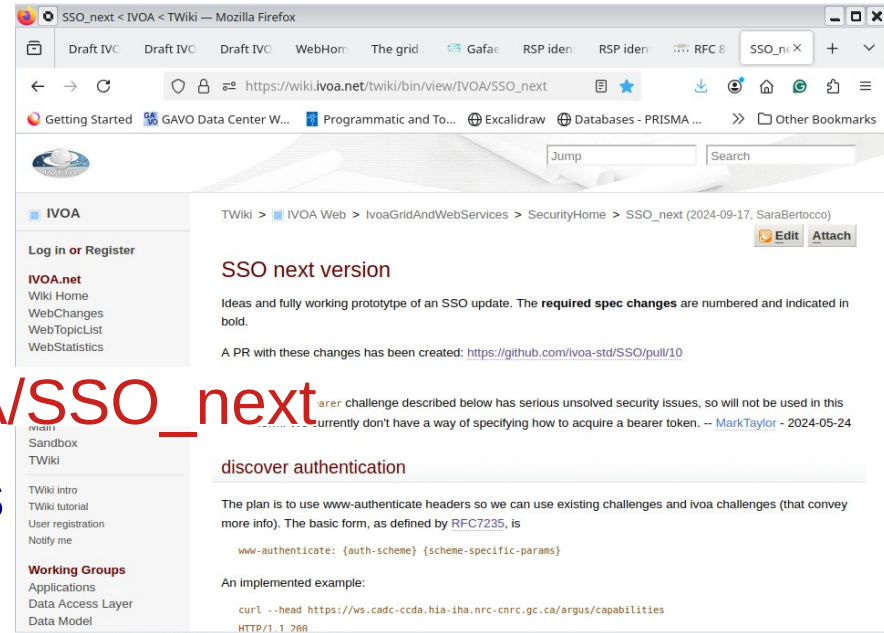 SSO_next < IVOA < TWiki — Mozilla Firefox
Draft IVC Draft IVO Draft IVO WebHom The grid Gafae RSP iden RSP iden RFC 8 SSO_ne ×
https://wiki.ivoa.net/twiki/bin/view/IVOA/SSO_next
Getting Started GAVO Data Center W... Programmatic and To... Excalidraw Databases - PRISMA ... >> Other Bookmarks
IVOA
Jump Search
IVOA
TWiki > IVOA Web > IvoaGridAndWebServices > SecurityHome > SSO_next (2024-09-17, SaraBertocco)
Edit Attach
Log in or Register
IVOA.net
Wiki Home
WebChanges
WebTopicList
WebStatistics
SSO next version
Ideas and fully working prototytpe of an SSO update. The required spec changes are numbered and indicated in
bold.
A PR with these changes has been created: https://github.com/ivoa-std/SSO/pull/10
/SSO_next
challenge described below has serious unsolved security issues, so will not be used in this
currently don't have a way of specifying how to acquire a bearer token. -- MarkTaylor - 2024-05-24
Main
Sandbox
TWiki
s
TWiki intro
TWiki tutorial
User registration
Notify me
Working Groups
Applications
Data Access Layer
Data Model
discover authentication
The plan is to use www-authenticate headers so we can use existing challenges and ivoa challenges (that convey
more info). The basic form, as defined by RFC7235, is
www-authenticate: {auth-scheme} {scheme-specific-params}
An implemented example:
curl --head https://ws.cadc-ccda.hia-iha.nrc-cnrc.gc.ca/argus/capabilities
HTTP/1.1 200